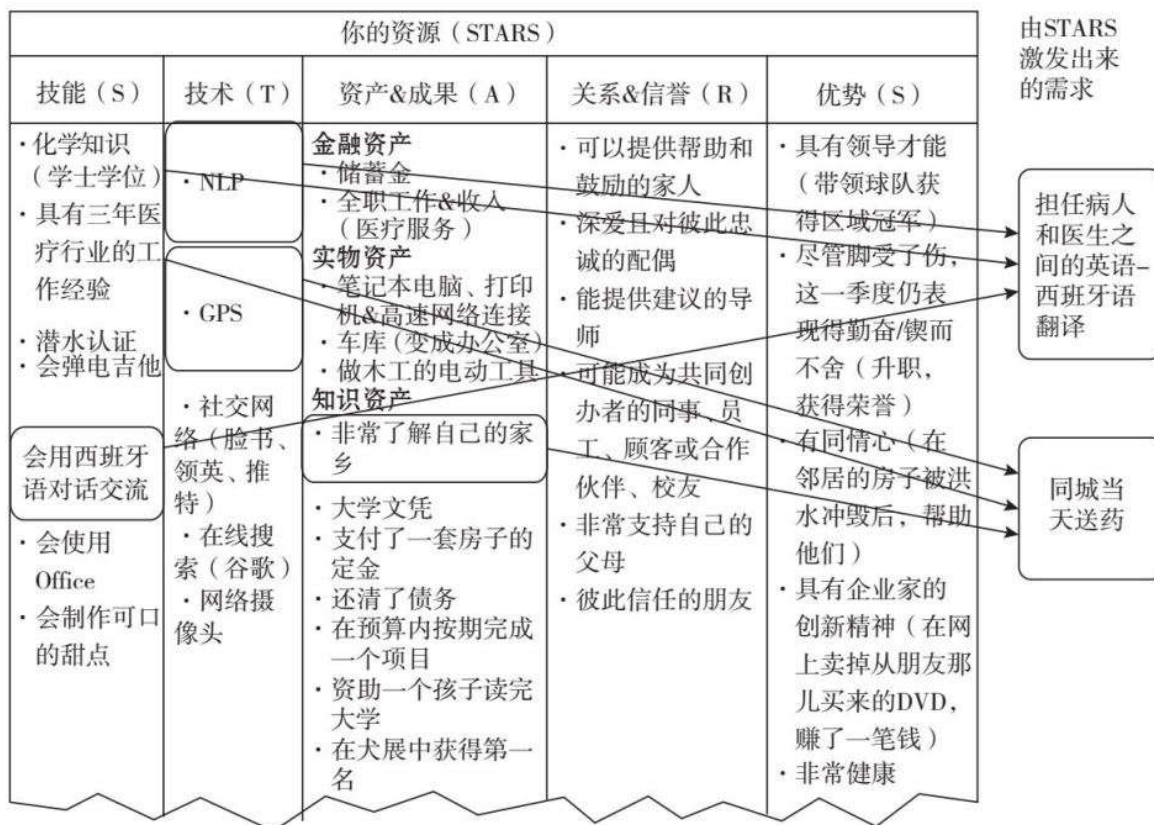 你的资源（STARS）
由STARS
激发出来
的需求
技能（S）
技术（T）
资产&成果（A）
关系&信誉（R）
优势（S）
·化学知识
（学士学位）
·具有三年医
疗行业的工
作经验
·潜水认证
·会弹电吉他
会用西班牙
语对话交流
·会使用
Office
·会制作可口
的甜点
·NLP
·GPS
·社交网
络（脸书、
领英、推
特）
·在线搜
索（谷歌）
·网络摄
像头
金融资产
·储蓄金
·全职工作&收入
（医疗服务）
实物资产
·笔记本电脑、打印
机&高速网络连接
·车库(变成办公室)
·做木工的电动工具
知识资产
·非常了解自己的家
乡
·大学文凭
·支付了一套房子的
定金
·还清了债务
·在预算内按期完成
一个项目
·资助一个孩子读完
大学
·在犬展中获得第一
名
·可以提供帮助和
鼓励的家人
·深爱且对彼此忠
诚的配偶
·能提供建议的导
师
·可能成为共同创
办者的同事、员
工、顾客或合作
伙伴、校友
·非常支持自己的
父母
·彼此信任的朋友
·具有领导才能
（带领球队获
得区域冠军）
·尽管脚受了伤，
这一季度仍表
现得勤奋/锲而
不舍（升职，
获得荣誉）
·有同情心（在
邻居的房子被洪
水冲毁后，帮助
他们）
·具有企业家的
创新精神（在网
上卖掉从朋友那
儿买来的DVD，
赚了一笔钱）
·非常健康
担任病人
和医生之
间的英语–
西班牙语
翻译
同城当
天送药